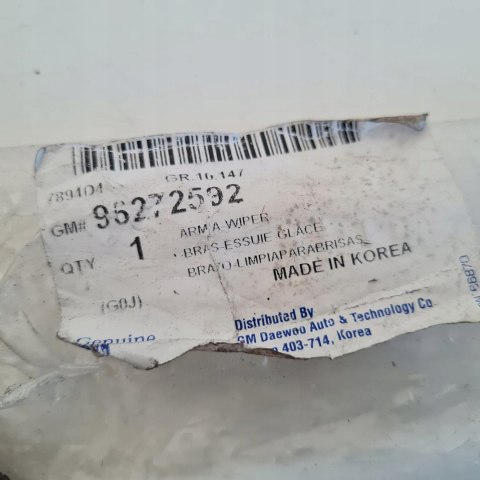 GR.16.147
789104
GM# 96272592
ARM A-WIPER
QTY 1
BRAS-ESSUIE GLACE
BRAZO-LIMPIAPARABRISAS
MADE IN KOREA
(G0J)
Genuine
Distributed By
GM Daewoo Auto & Technology Co
403-714, Korea
66870